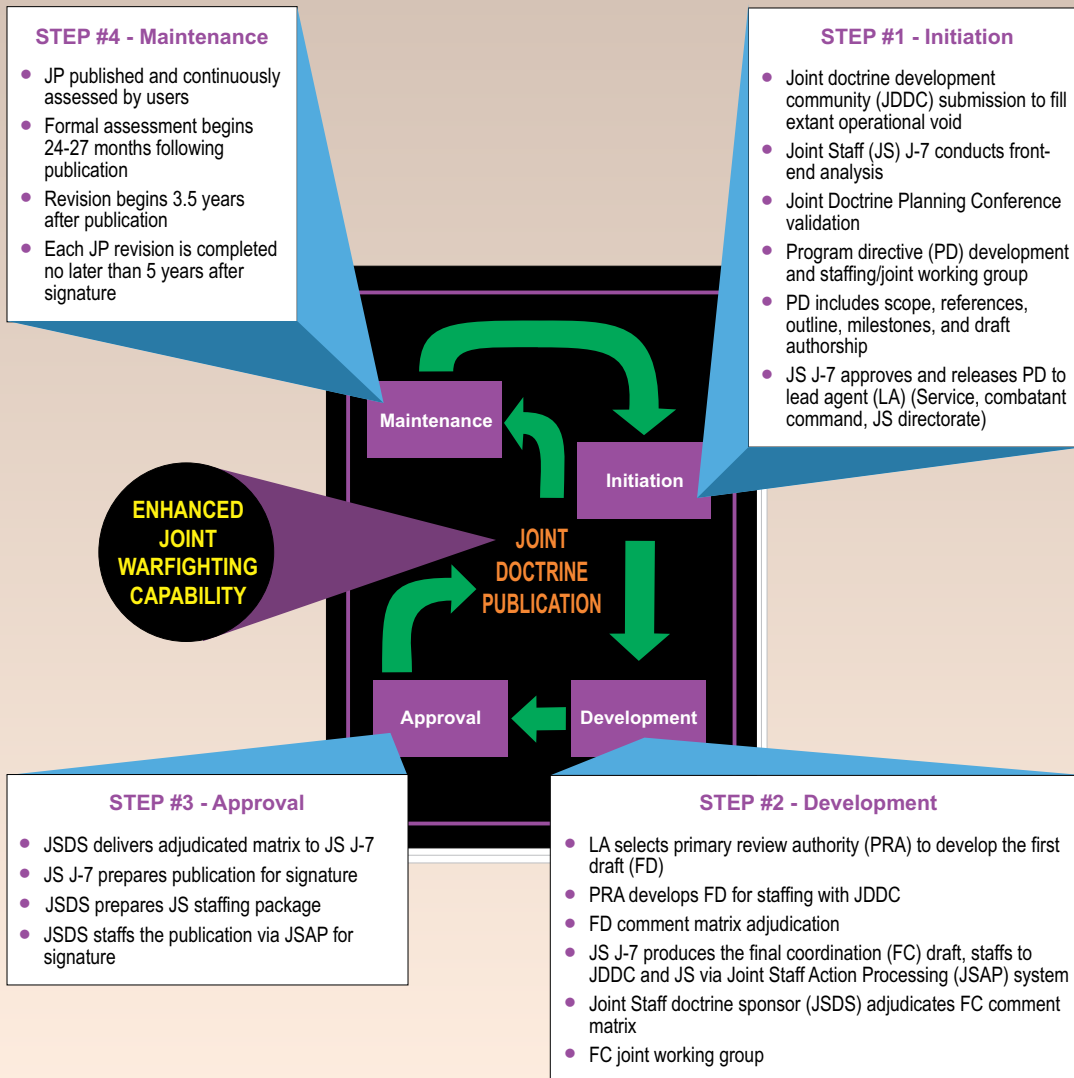 STEP #4 - Maintenance
• JP published and continuously
assessed by users
• Formal assessment begins
24-27 months following
publication
• Revision begins 3.5 years
after publication
• Each JP revision is completed
no later than 5 years after
signature
STEP #1 - Initiation
• Joint doctrine development
community (JDDC) submission to fill
extant operational void
• Joint Staff (JS) J-7 conducts front-
end analysis
• Joint Doctrine Planning Conference
validation
• Program directive (PD) development
and staffing/joint working group
• PD includes scope, references,
outline, milestones, and draft
authorship
• JS J-7 approves and releases PD to
lead agent (LA) (Service, combatant
command, JS directorate)
Maintenance
Initiation
ENHANCED
JOINT
WARFIGHTING
CAPABILITY
JOINT
DOCTRINE
PUBLICATION
Approval
Development
STEP #3 - Approval
• JSDS delivers adjudicated matrix to JS J-7
• JS J-7 prepares publication for signature
• JSDS prepares JS staffing package
• JSDS staffs the publication via JSAP for
signature
STEP #2 - Development
• LA selects primary review authority (PRA) to develop the first
draft (FD)
• PRA develops FD for staffing with JDDC
• FD comment matrix adjudication
• JS J-7 produces the final coordination (FC) draft, staffs to
JDDC and JS via Joint Staff Action Processing (JSAP) system
• Joint Staff doctrine sponsor (JSDS) adjudicates FC comment
matrix
• FC joint working group